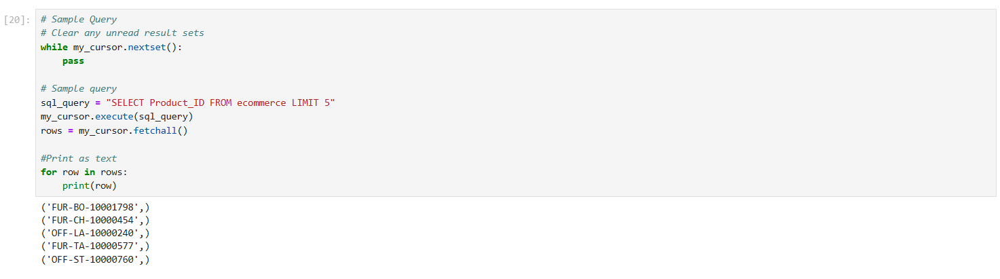 [20]:
# Sample Query
# Clear any unread result sets
while my_cursor.nextset():
    pass

# Sample query
sql_query = "SELECT Product_ID FROM ecommerce LIMIT 5"
my_cursor.execute(sql_query)
rows = my_cursor.fetchall()

#Print as text
for row in rows:
    print(row)
('FUR-BO-10001798',)
('FUR-CH-10000454',)
('OFF-LA-10000240',)
('FUR-TA-10000577',)
('OFF-ST-10000760',)